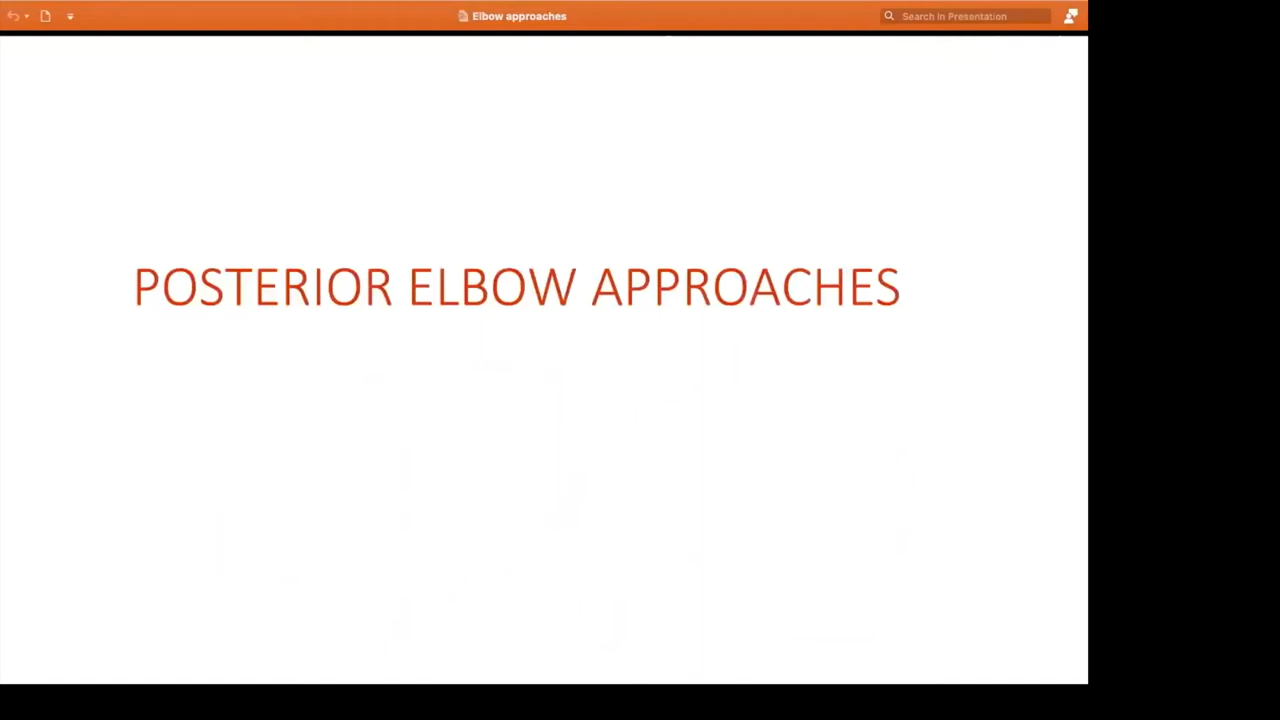 Elbow approaches
Search in Presentation
POSTERIOR ELBOW APPROACHES